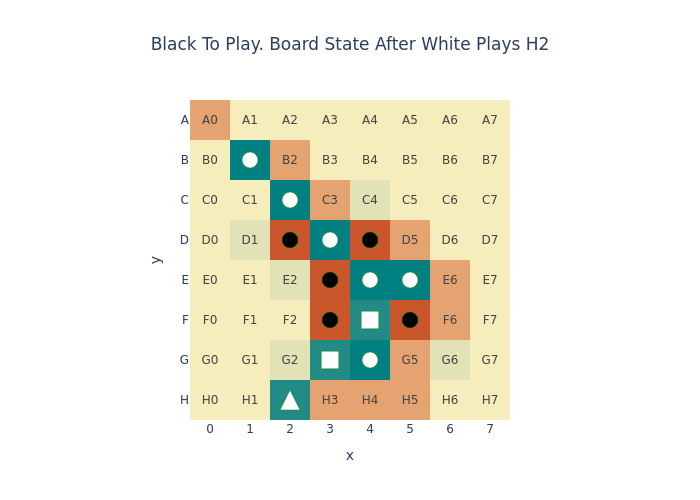 Black To Play. Board State After White Plays H2
A A0 A1 A2 A3 A4 A5 A6 A7
B B0 B2 B3 B4 B5 B6 B7
C C0 C1 C3 C4 C5 C6 C7
D D0 D1 D5 D6 D7
E E0 E1 E2 E6 E7
F F0 F1 F2 F6 F7
G G0 G1 G2 G5 G6 G7
H H0 H1 H3 H4 H5 H6 H7
0 1 2 3 4 5 6 7
x
y